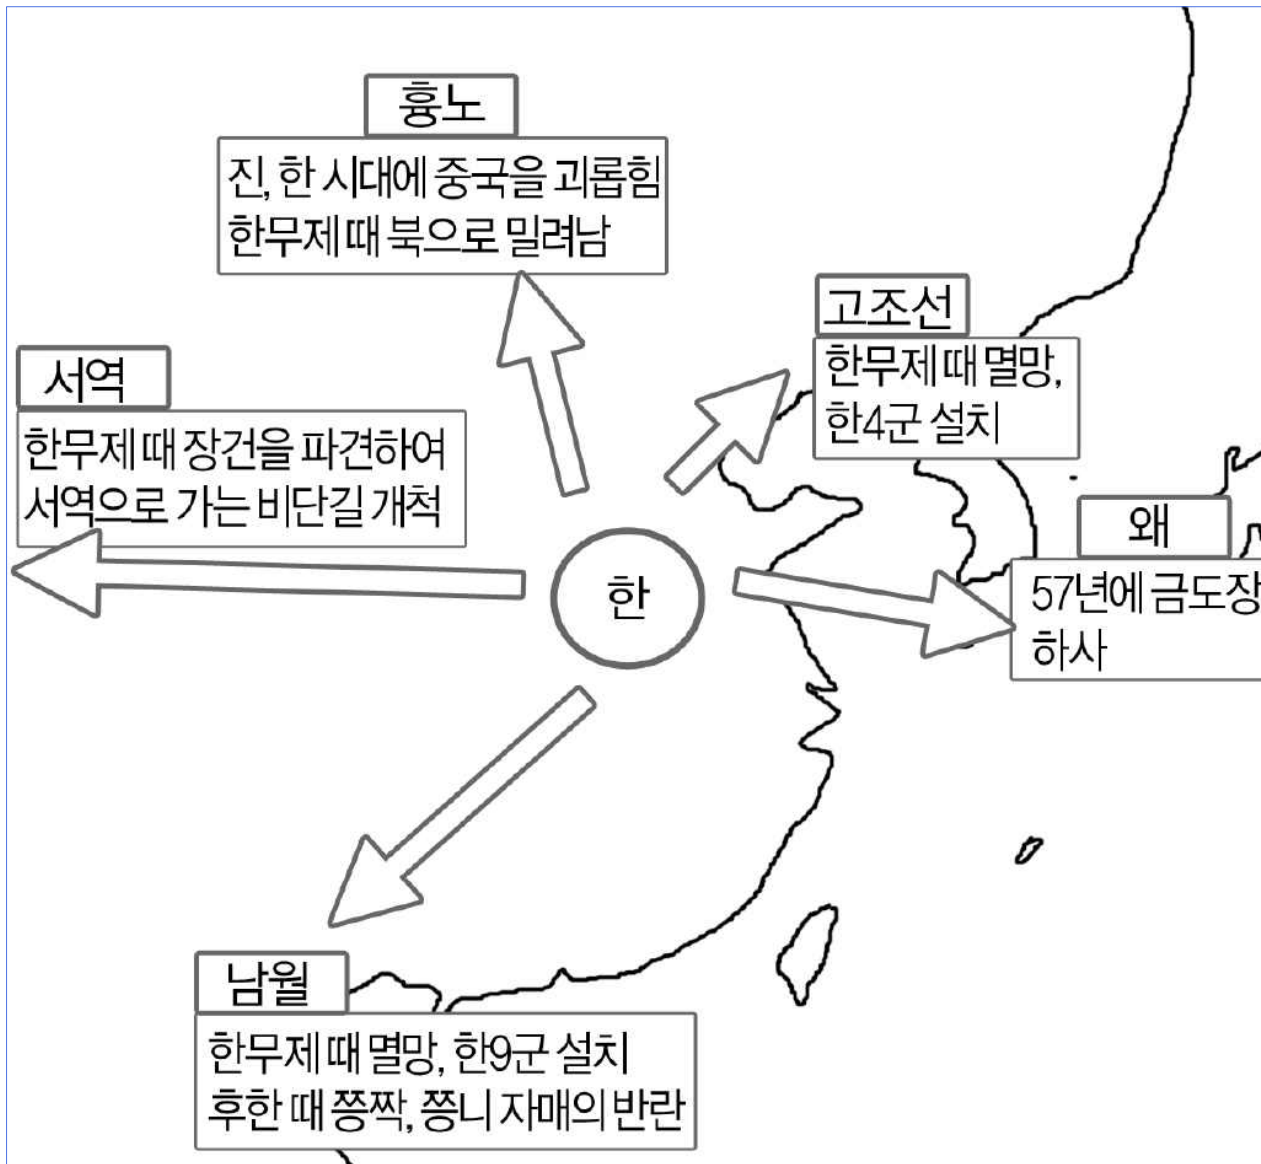 흉노
진, 한 시대에 중국을 괴롭힘
한무제 때 북으로 밀려남
고조선
한무제 때 멸망,
한4군 설치
서역
한무제 때 장건을 파견하여
서역으로 가는 비단길 개척
왜
57년에 금도장
하사
한
남월
한무제 때 멸망, 한9군 설치
후한 때 쯩짝, 쯩니 자매의 반란